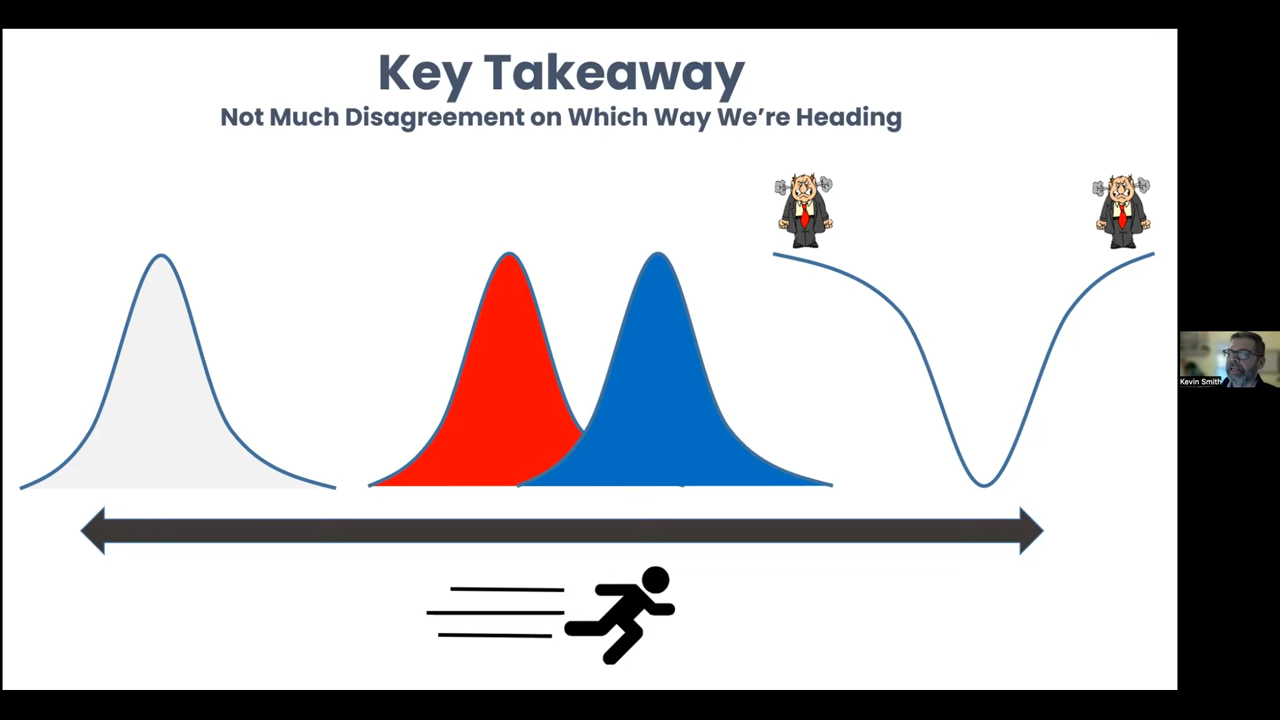 Key Takeaway
Not Much Disagreement on Which Way We’re Heading
Kevin Smith